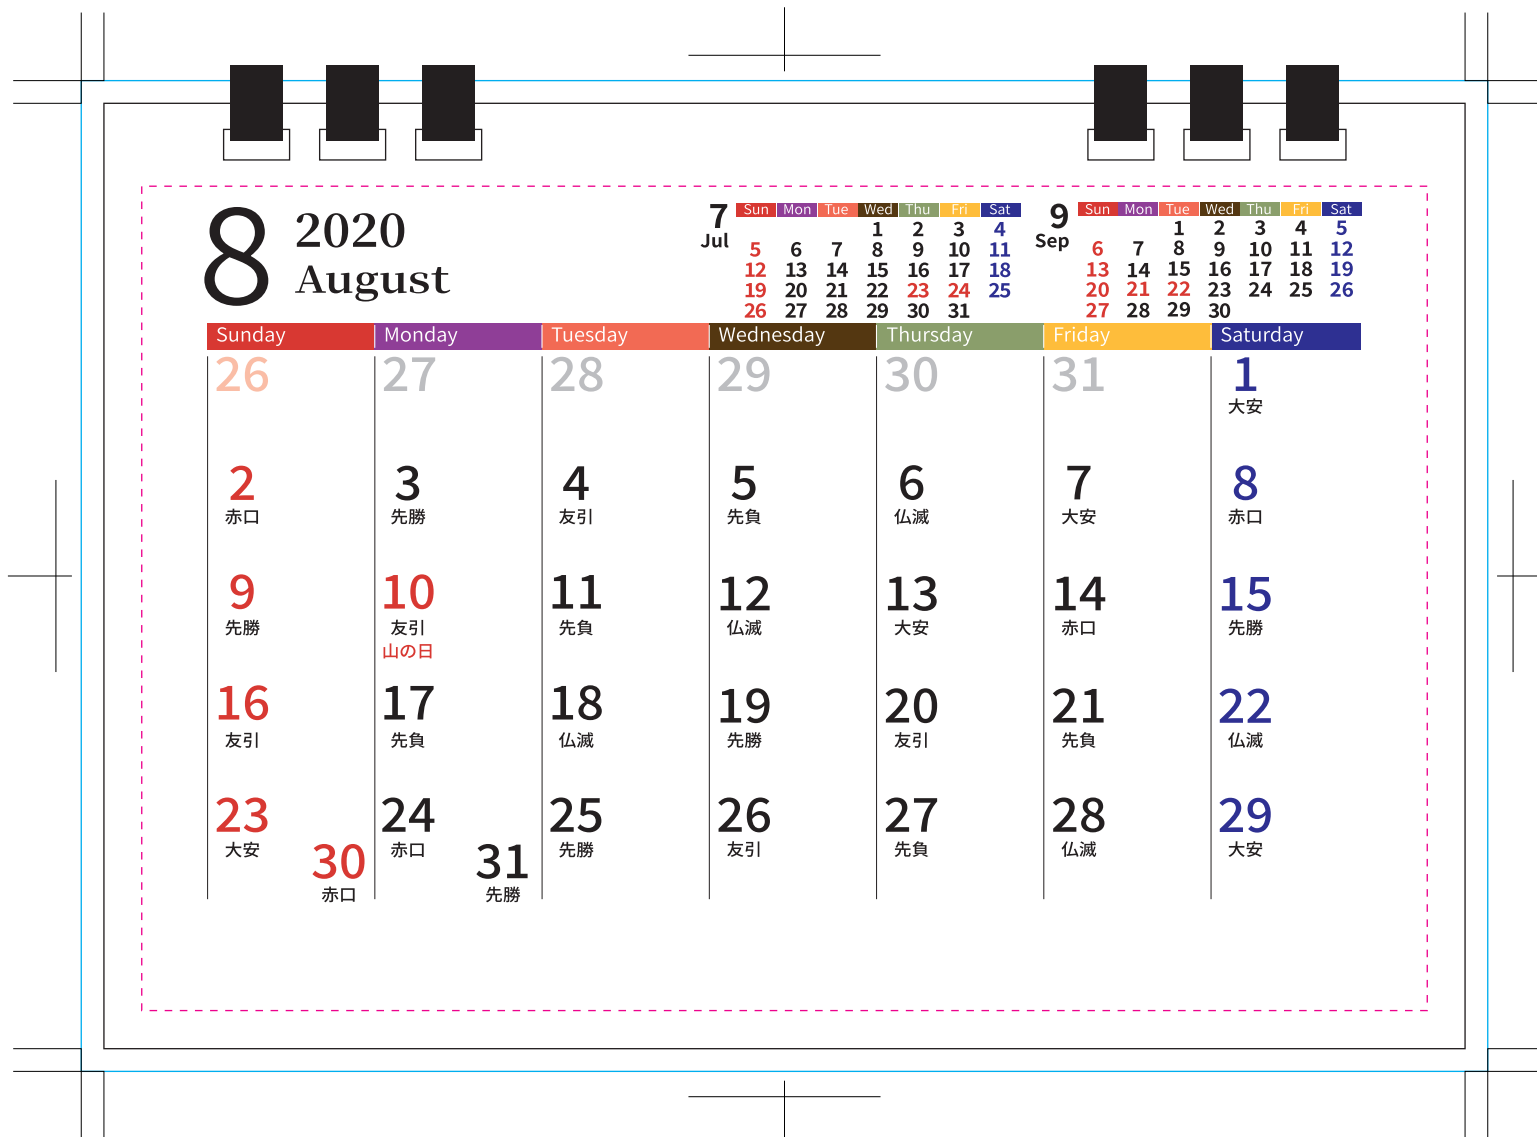 8
2020
August
7
Jul
Sun Mon Tue Wed Thu Fri Sat
1 2 3 4
5 6 7 8 9 10 11
12 13 14 15 16 17 18
19 20 21 22 23 24 25
26 27 28 29 30 31
9
Sep
Sun Mon Tue Wed Thu Fri Sat
1 2 3 4 5
6 7 8 9 10 11 12
13 14 15 16 17 18 19
20 21 22 23 24 25 26
27 28 29 30
Sunday Monday Tuesday Wednesday Thursday Friday Saturday
26 27 28 29 30 31 1
大安
2 3 4 5 6 7 8
赤口 先勝 友引 先負 仏滅 大安 赤口
9 10 11 12 13 14 15
先勝 友引 先負 仏滅 大安 赤口 先勝
山の日
16 17 18 19 20 21 22
友引 先負 仏滅 先勝 友引 先負 仏滅
23 24 25 26 27 28 29
大安 赤口 先勝 友引 先負 仏滅 大安
30 31
赤口 先勝